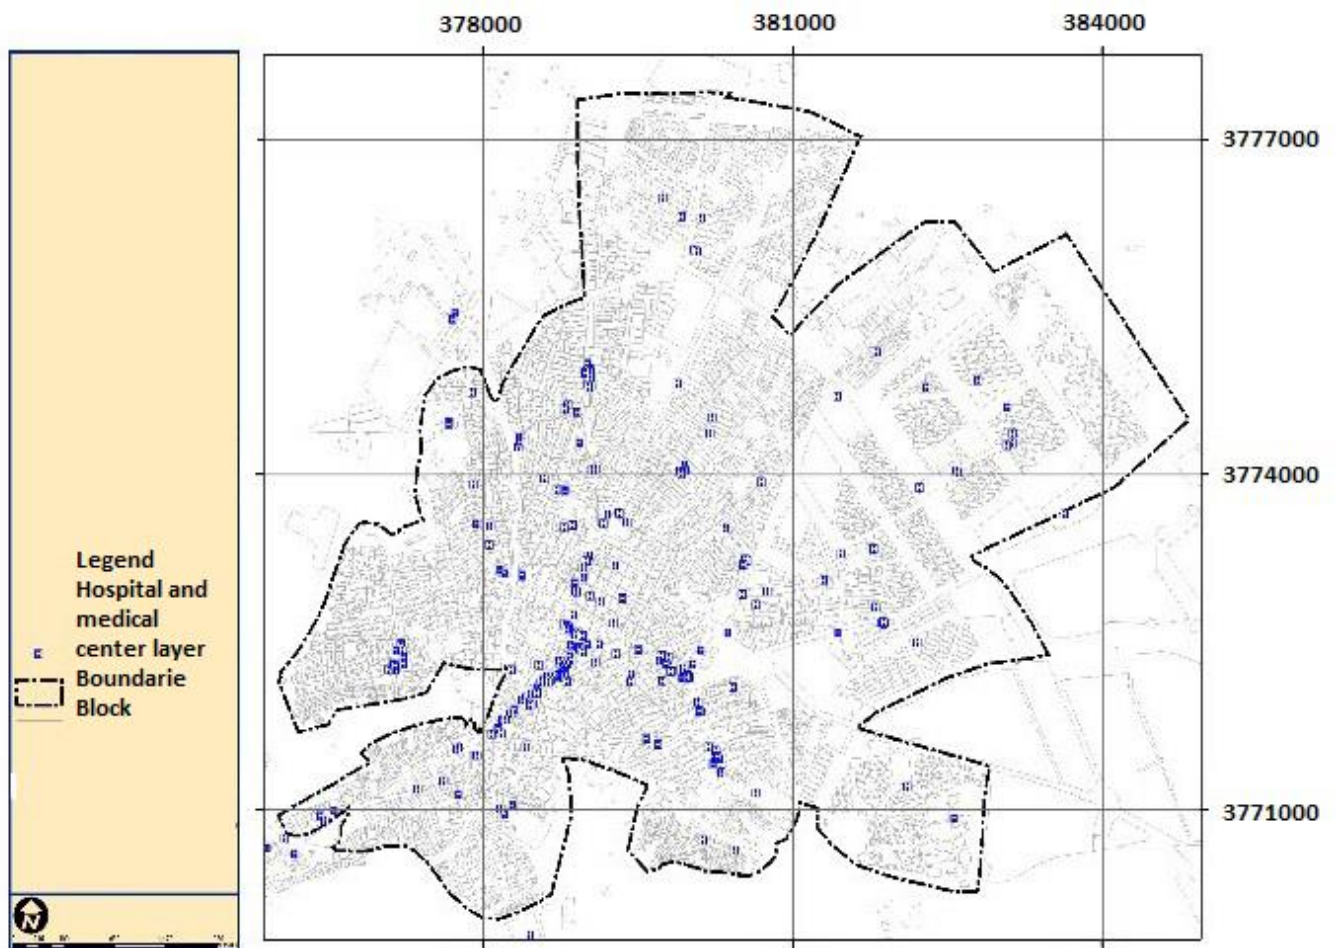 378000
381000
384000
3777000
3774000
3771000
Legend
Hospital and
medical
center layer
Boundarie
Block
N